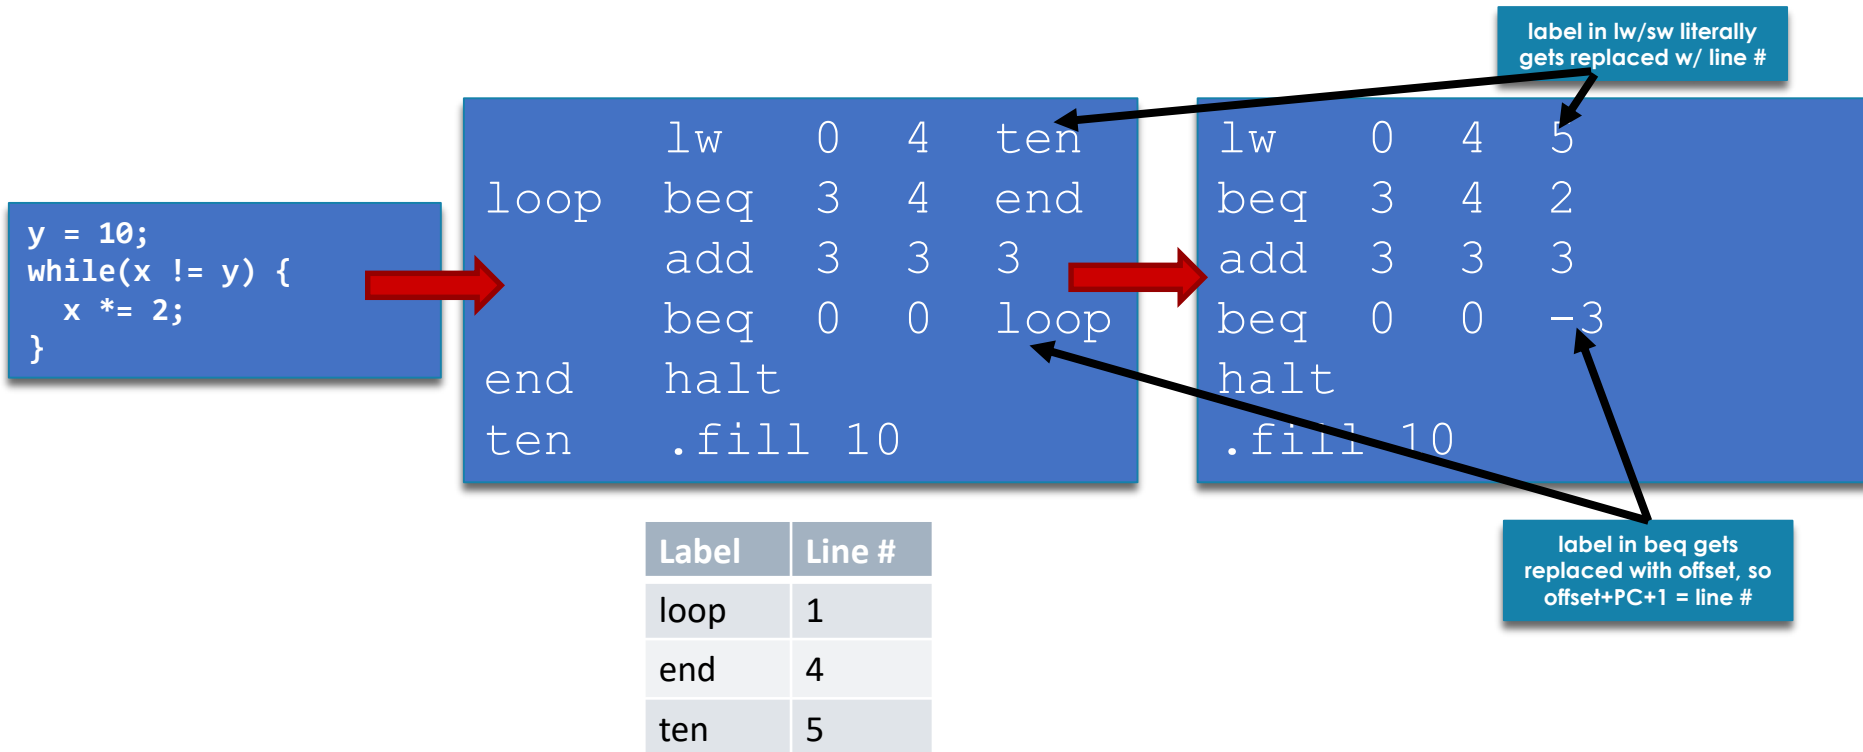 label in lw/sw literally
gets replaced w/ line #
y = 10;
while(x != y) {
  x *= 2;
}
lw 0 4 ten
loop beq 3 4 end
add 3 3 3
beq 0 0 loop
end halt
ten .fill 10
lw 0 4 5
beq 3 4 2
add 3 3 3
beq 0 0 -3
halt
.fill 10
Label Line #
loop 1
end 4
ten 5
label in beq gets
replaced with offset, so
offset+PC+1 = line #